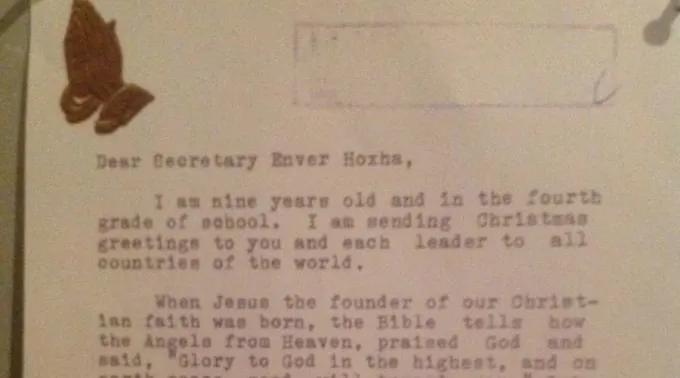 Dear Secretary Enver Hoxha,
I am nine years old and in the fourth
grade of school. I am sending Christmas
greetings to you and each leader to all
countries of the world.
When Jesus the founder of our Christ-
ian faith was born, the Bible tells how
the Angels from Heaven, praised God and
said, "Glory to God in the highest, and on